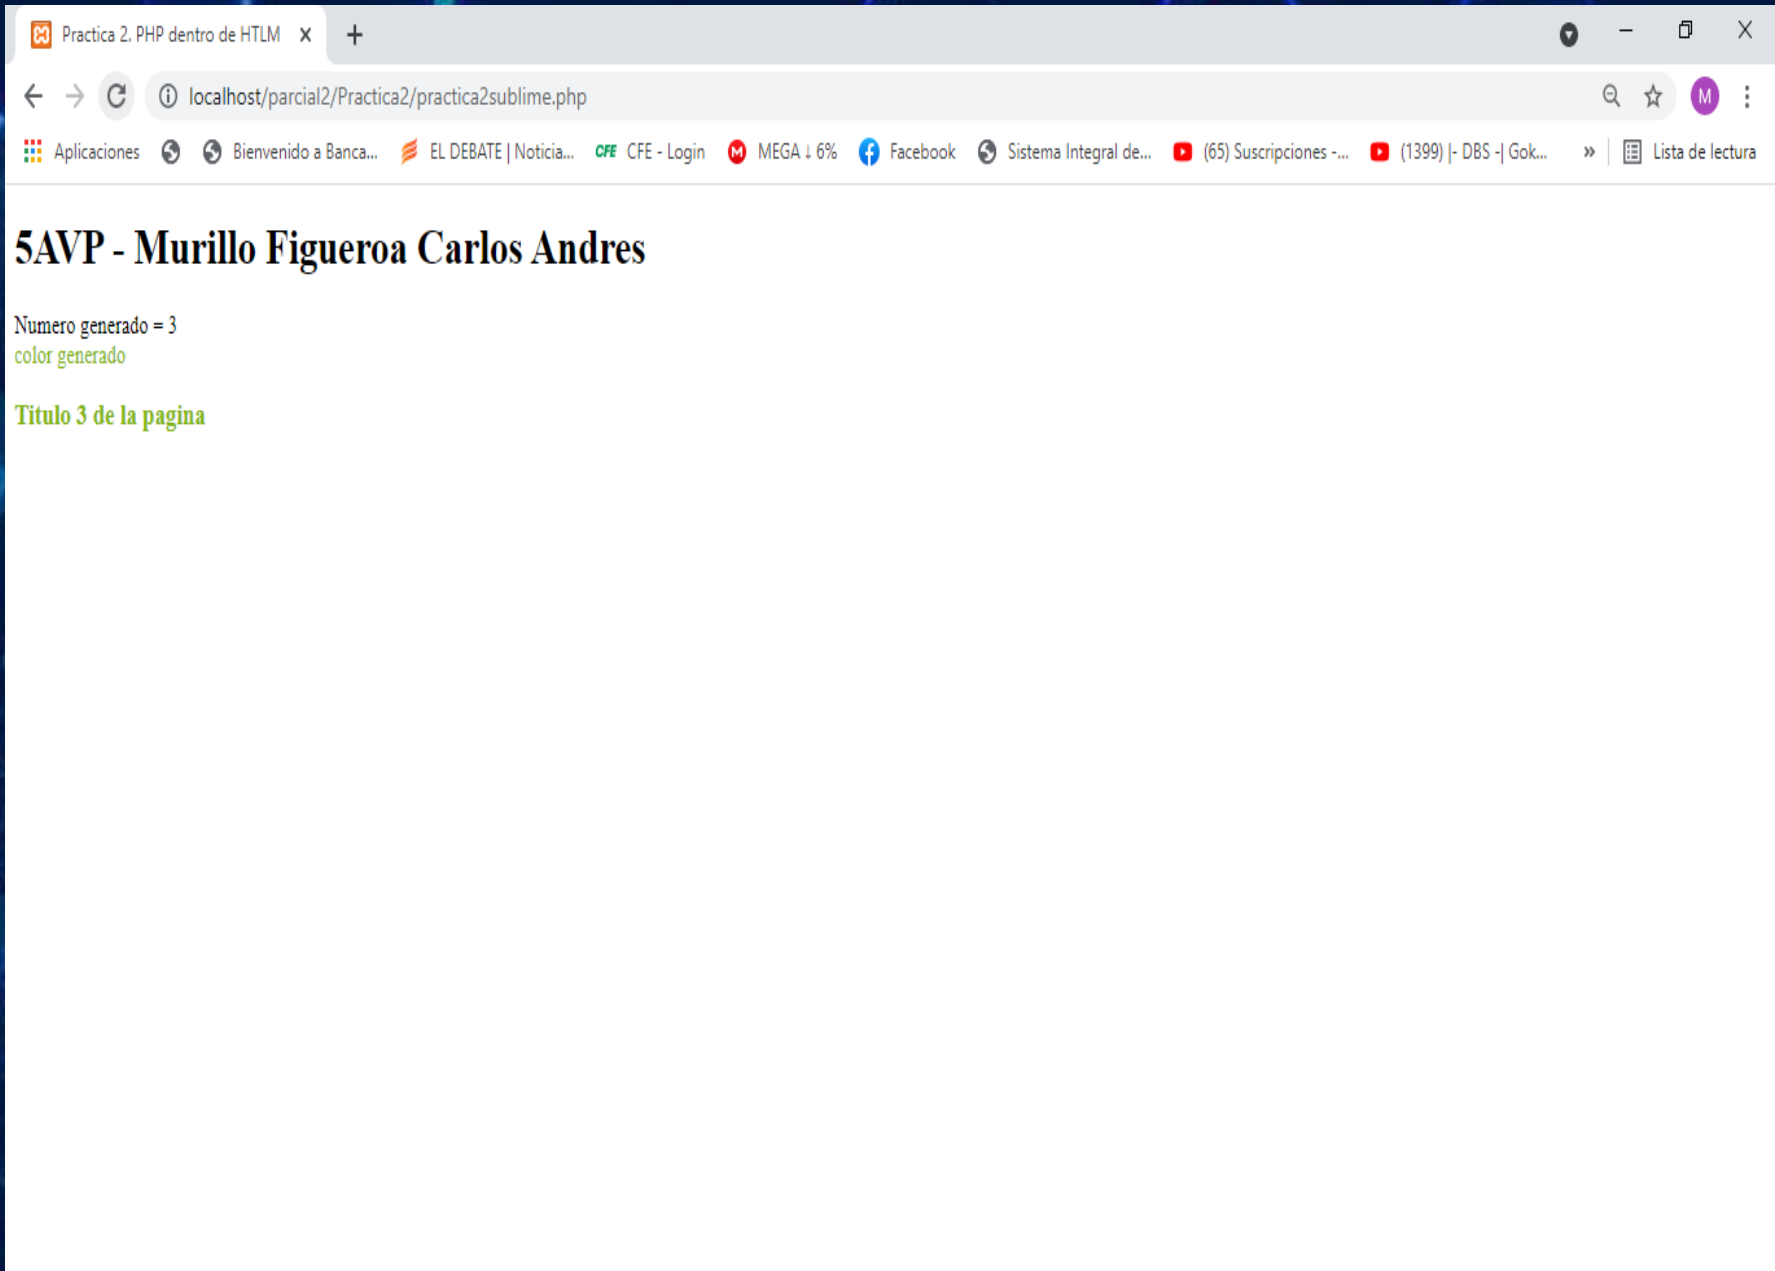 Practica 2. PHP dentro de HTLM
localhost/parcial2/Practica2/practica2sublime.php
M
Aplicaciones Bienvenido a Banca... EL DEBATE | Noticia... CFE CFE - Login M MEGA ↓ 6% Facebook Sistema Integral de... (65) Suscripciones -... (1399) |- DBS -| Gok... » Lista de lectura
5AVP - Murillo Figueroa Carlos Andres
Numero generado = 3
color generado
Titulo 3 de la pagina